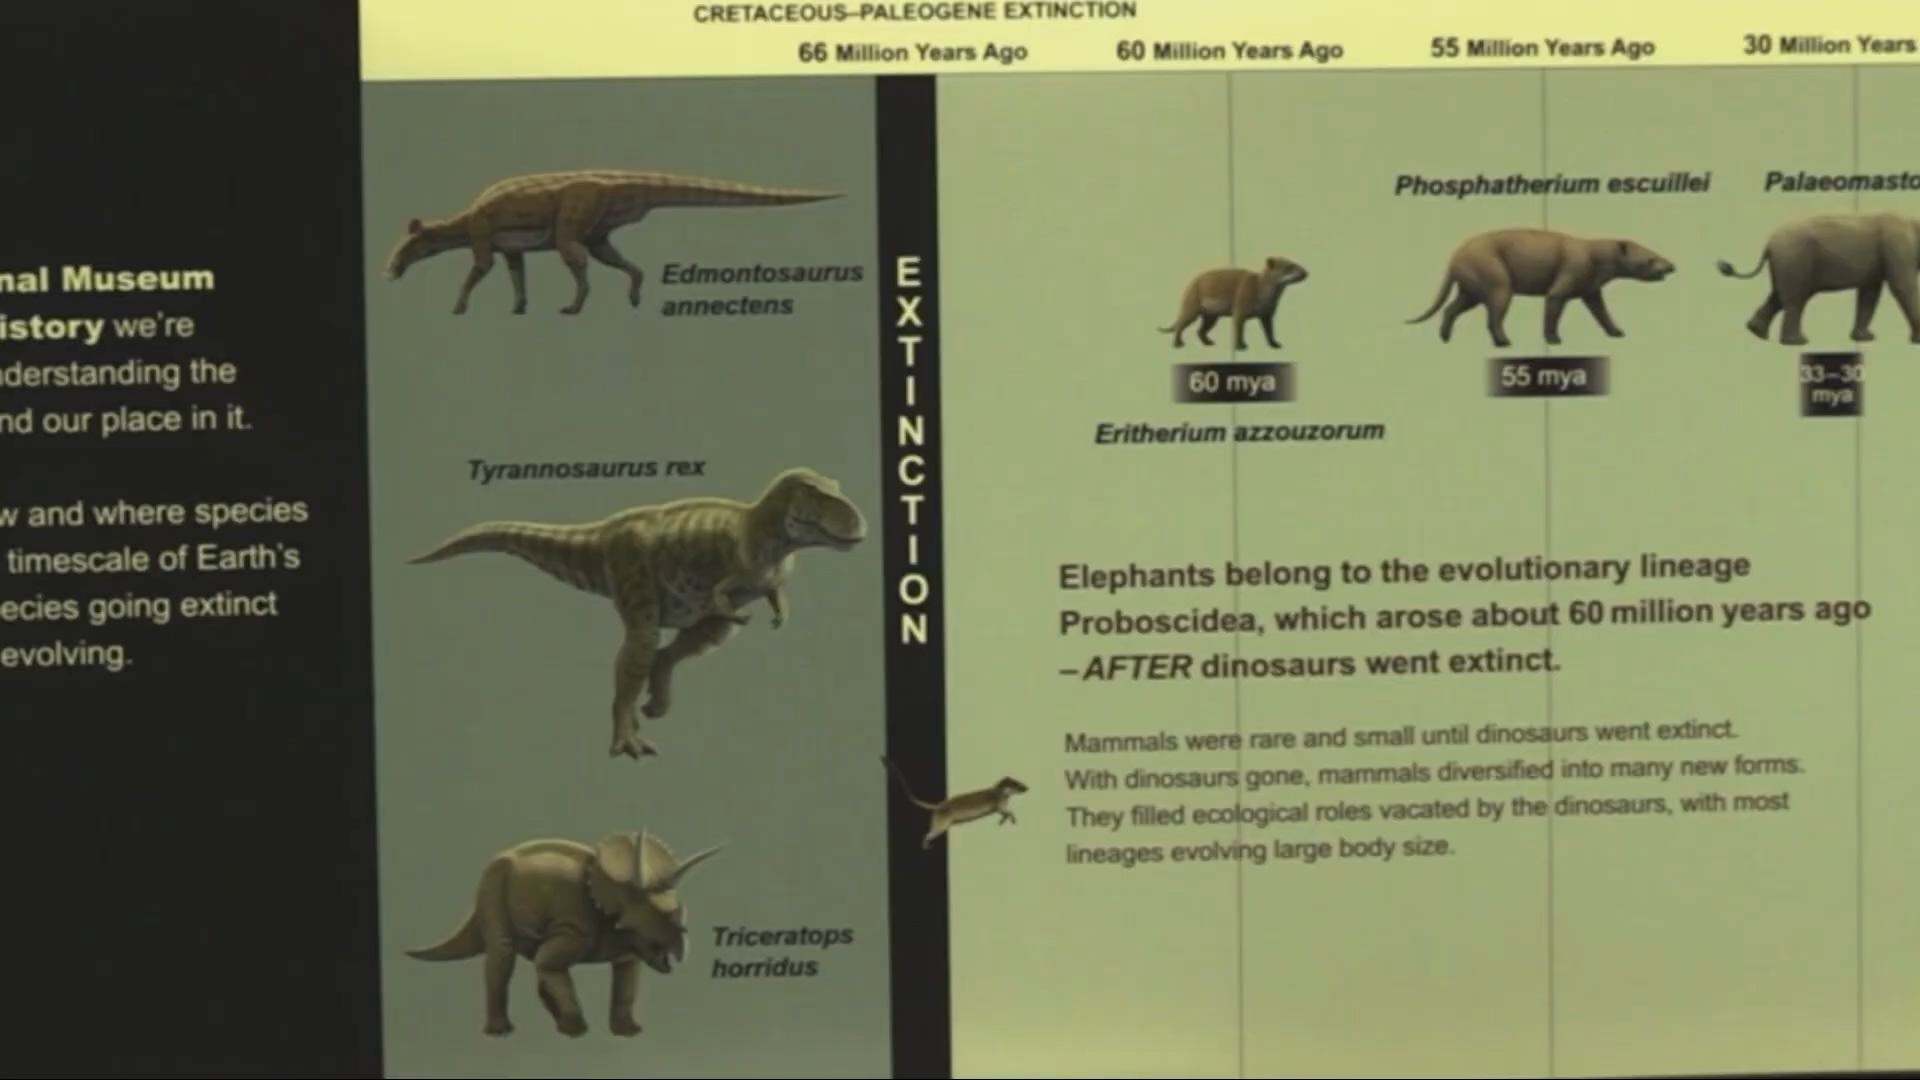 CRETACEOUS–PALEOGENE EXTINCTION
66 Million Years Ago
60 Million Years Ago
55 Million Years Ago
30 Million Years
nal Museum
istory we're
derstanding the
nd our place in it.
w and where species
timescale of Earth's
ecies going extinct
evolving.
Edmontosaurus
annectens
Tyrannosaurus rex
Triceratops
horridus
EXTINCTION
Phosphatherium escuillei
Palaeomasto
60 mya
55 mya
33–30
mya
Eritherium azzouzorum
Elephants belong to the evolutionary lineage
Proboscidea, which arose about 60 million years ago
– AFTER dinosaurs went extinct.
Mammals were rare and small until dinosaurs went extinct.
With dinosaurs gone, mammals diversified into many new forms.
They filled ecological roles vacated by the dinosaurs, with most
lineages evolving large body size.